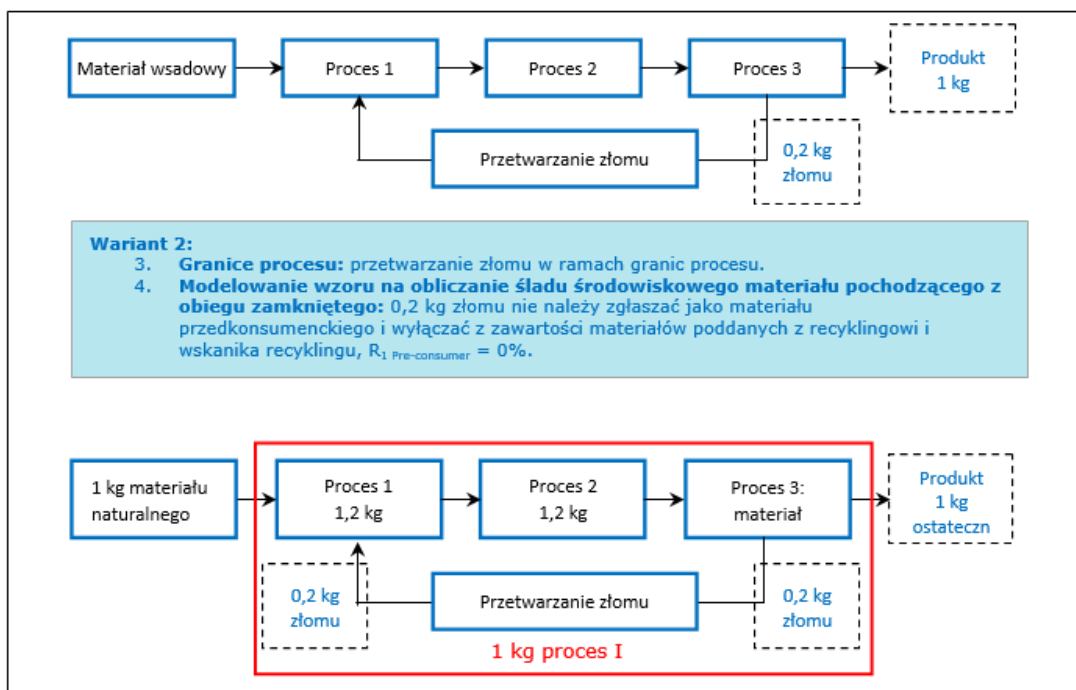 Materiał wsadowy
Proces 1
Proces 2
Proces 3
Produkt
1 kg
Przetwarzanie złomu
0,2 kg
złomu
Wariant 2:
3. Granice procesu: przetwarzanie złomu w ramach granic procesu.
4. Modelowanie wzoru na obliczanie śladu środowiskowego materiału pochodzącego z
obiegu zamkniętego: 0,2 kg złomu nie należy zgłaszać jako materiału
przedkonsumenckiego i wyłączać z zawartości materiałów poddanych z recyklingowi i
wskanika recyklingu, R1 Pre-consumer = 0%.
1 kg materiału
naturalnego
Proces 1
1,2 kg
Proces 2
1,2 kg
Proces 3:
materiał
Produkt
1 kg
ostateczn
0,2 kg
złomu
Przetwarzanie złomu
0,2 kg
złomu
1 kg proces I